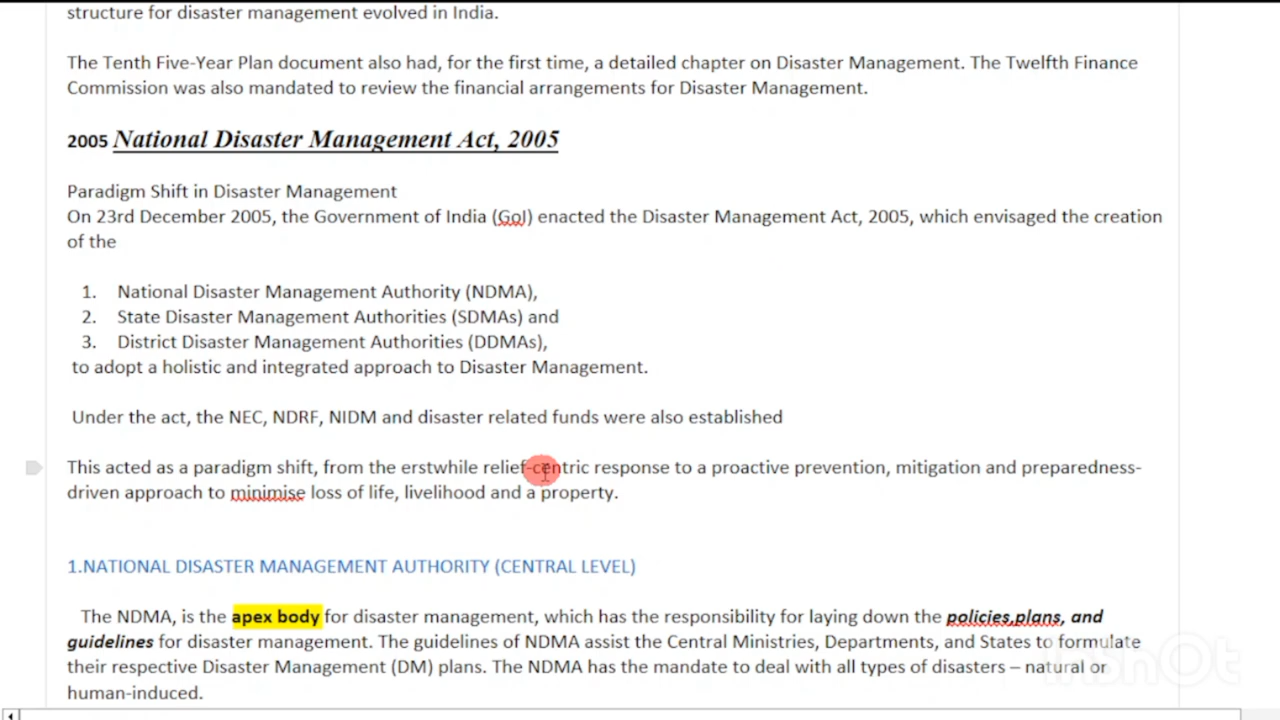 structure for disaster management evolved in India.
The Tenth Five-Year Plan document also had, for the first time, a detailed chapter on Disaster Management. The Twelfth Finance
Commission was also mandated to review the financial arrangements for Disaster Management.
2005 National Disaster Management Act, 2005
Paradigm Shift in Disaster Management
On 23rd December 2005, the Government of India (GoI) enacted the Disaster Management Act, 2005, which envisaged the creation
of the
1. National Disaster Management Authority (NDMA),
2. State Disaster Management Authorities (SDMAs) and
3. District Disaster Management Authorities (DDMAs),
to adopt a holistic and integrated approach to Disaster Management.
Under the act, the NEC, NDRF, NIDM and disaster related funds were also established
This acted as a paradigm shift, from the erstwhile relief-centric response to a proactive prevention, mitigation and preparedness-
driven approach to minimise loss of life, livelihood and a property.
1.NATIONAL DISASTER MANAGEMENT AUTHORITY (CENTRAL LEVEL)
The NDMA, is the apex body for disaster management, which has the responsibility for laying down the policies,plans, and
guidelines for disaster management. The guidelines of NDMA assist the Central Ministries, Departments, and States to formulate
their respective Disaster Management (DM) plans. The NDMA has the mandate to deal with all types of disasters – natural or
human-induced.
InShOt